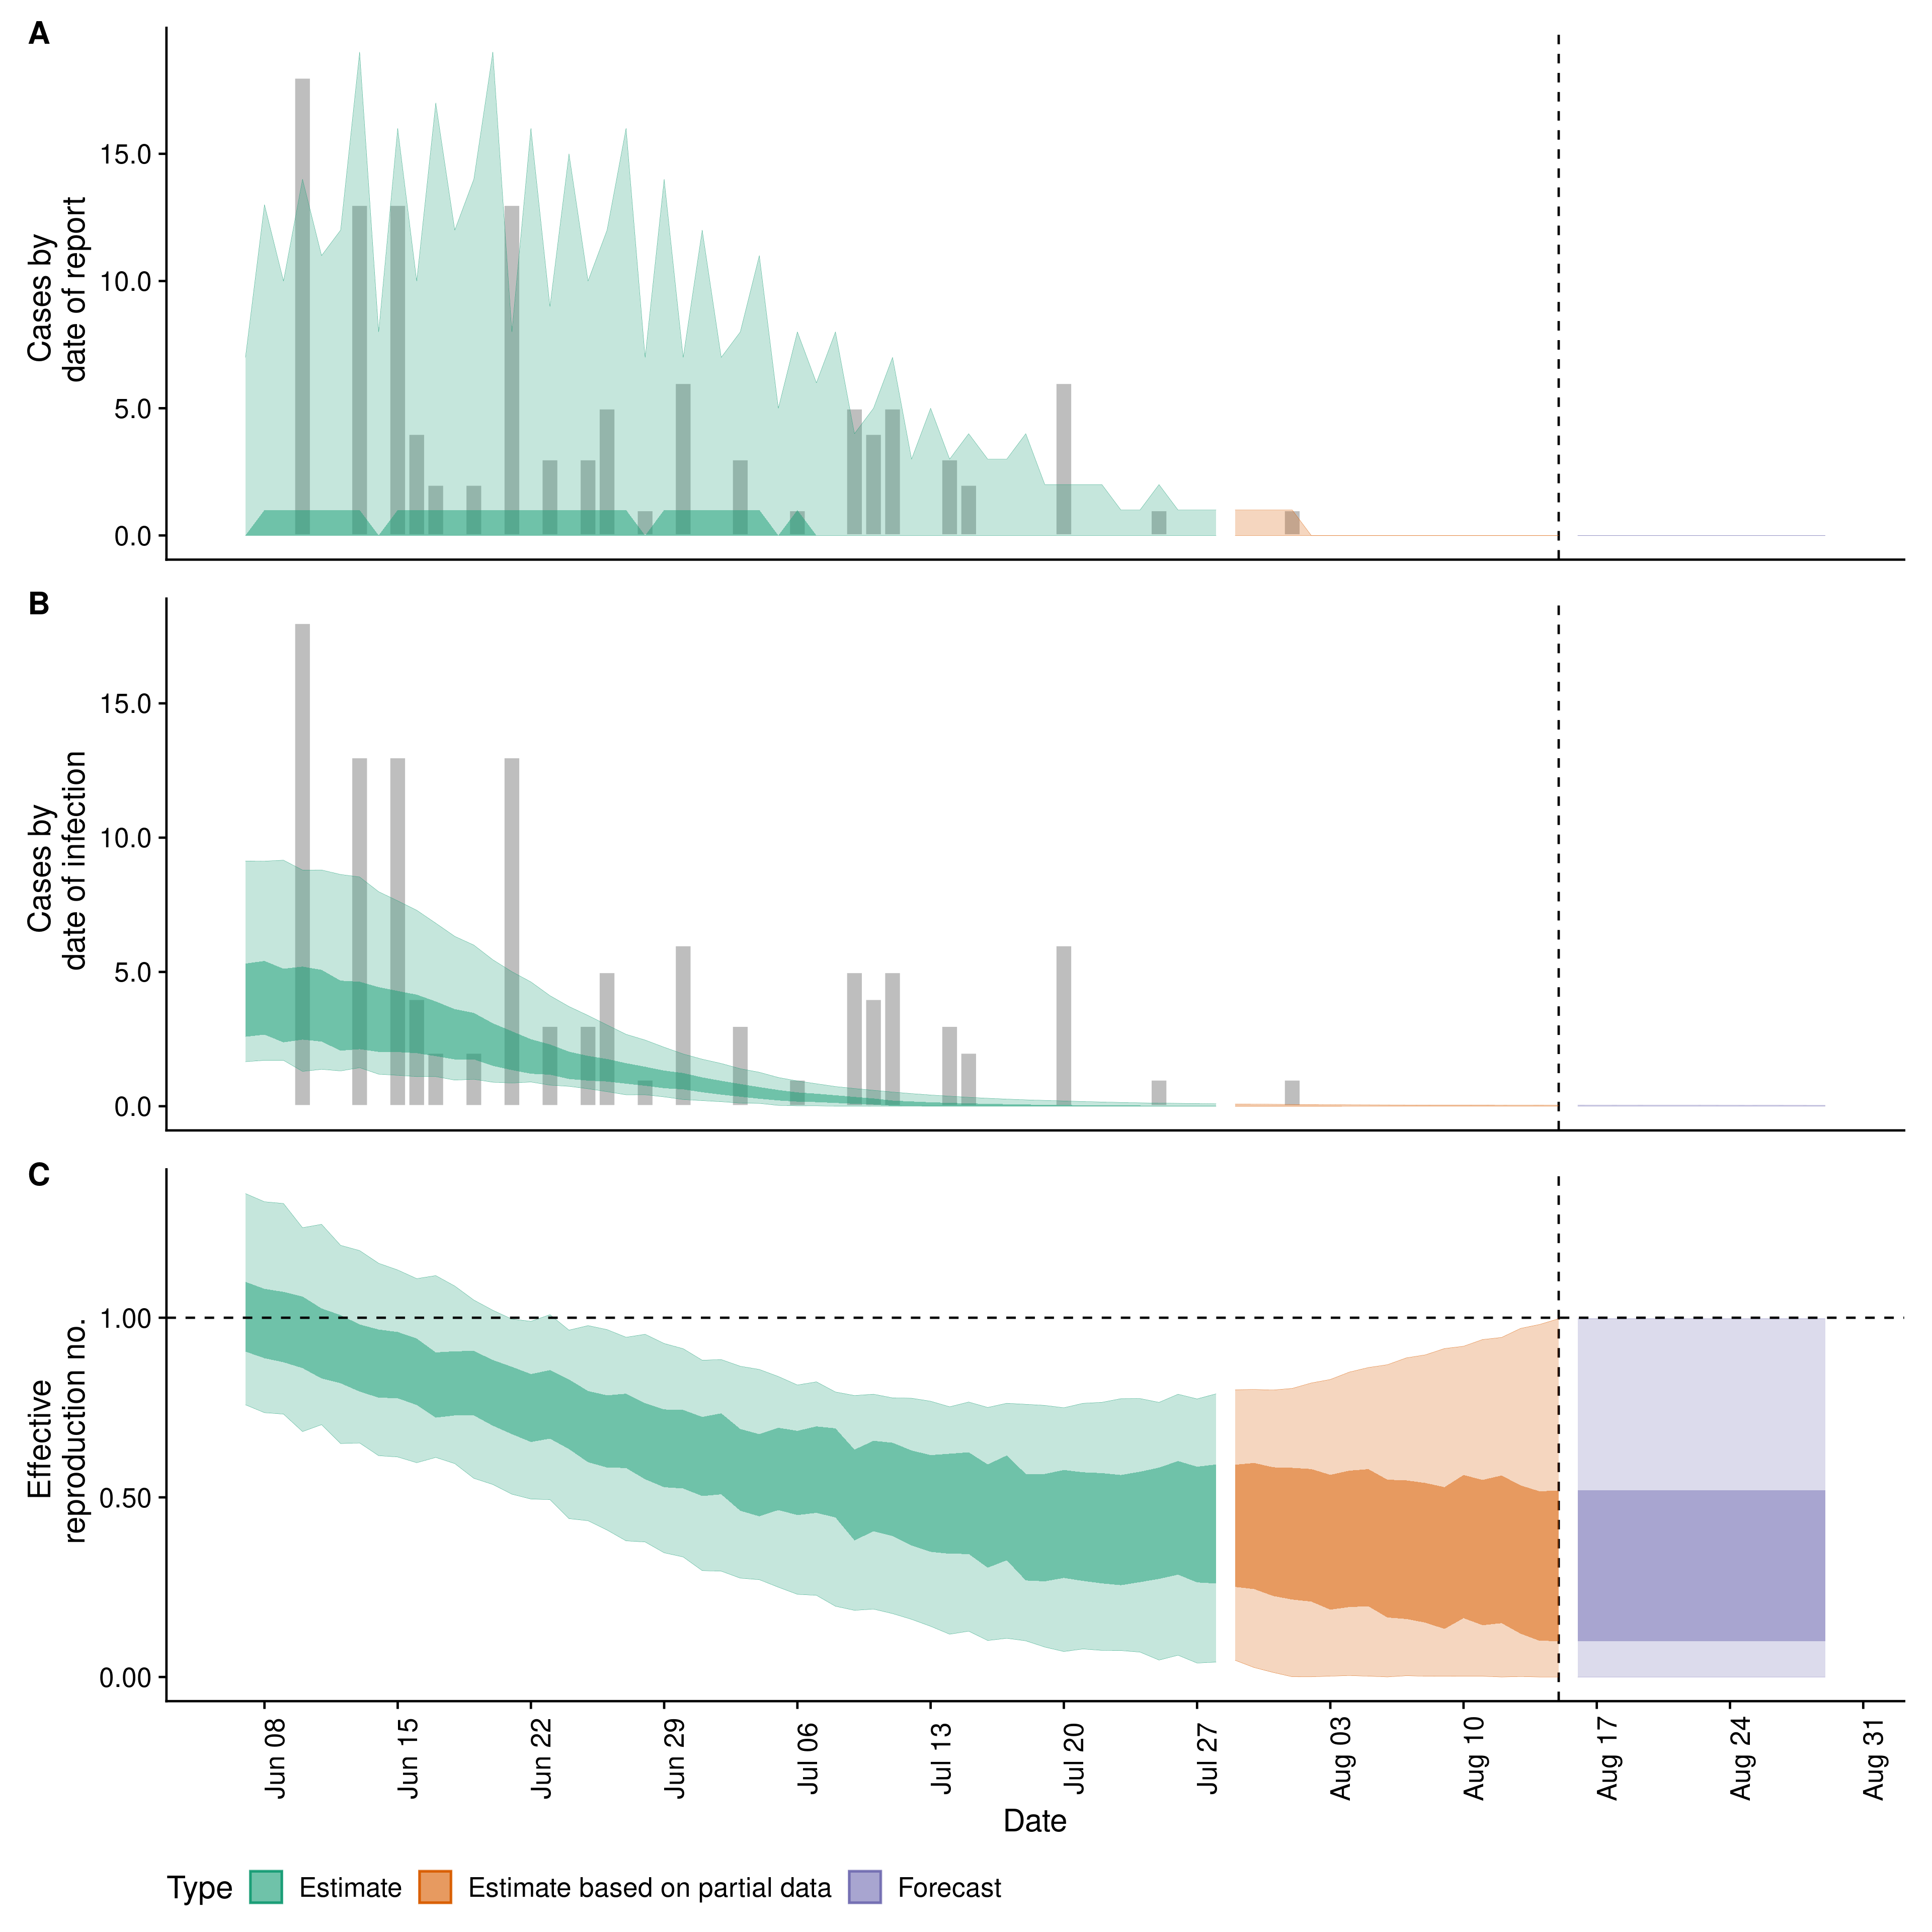 A
Cases by
date of report
15.0
10.0
5.0
0.0
B
Cases by
date of infection
15.0
10.0
5.0
0.0
C
Effective
reproduction no.
1.00
0.50
0.00
Jun 08
Jun 15
Jun 22
Jun 29
Jul 06
Jul 13
Jul 20
Jul 27
Aug 03
Aug 10
Aug 17
Aug 24
Aug 31
Date
Type Estimate Estimate based on partial data Forecast